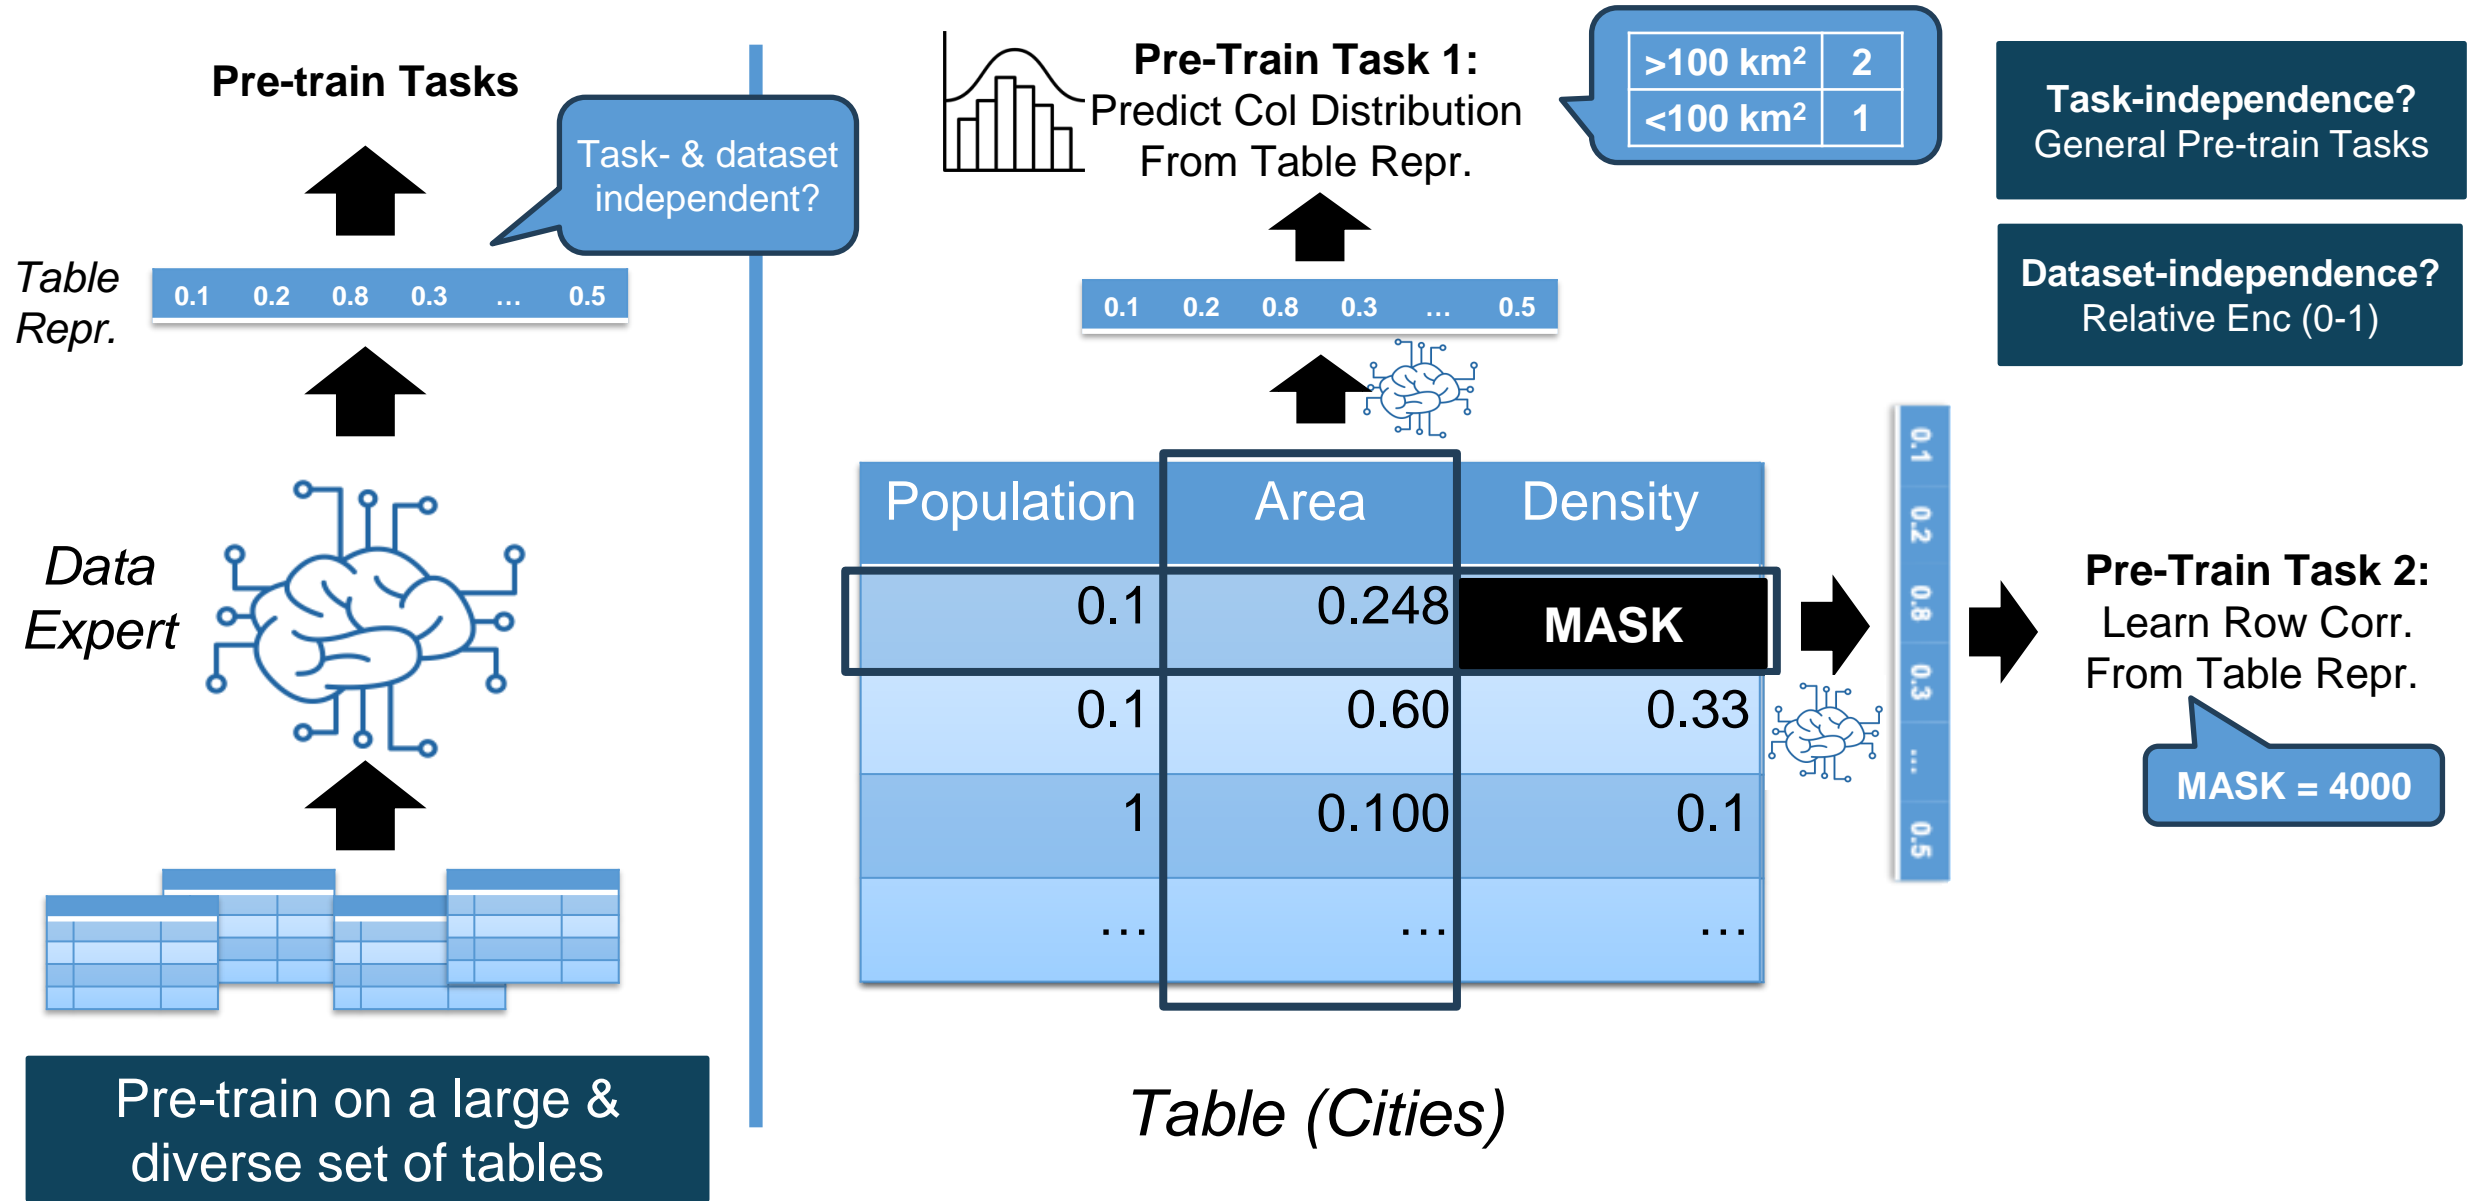 Pre-train Tasks
Task- & dataset
independent?
Table
Repr.
0.1 0.2 0.8 0.3 … 0.5
Data
Expert
Pre-train on a large &
diverse set of tables
Pre-Train Task 1:
Predict Col Distribution
From Table Repr.
>100 km² 2
<100 km² 1
0.1 0.2 0.8 0.3 … 0.5
Population Area Density
0.1 0.248 MASK
0.1 0.60 0.33
1 0.100 0.1
… … …
Table (Cities)
0.1 0.2 0.8 0.3 … 0.5
Task-independence?
General Pre-train Tasks
Dataset-independence?
Relative Enc (0-1)
Pre-Train Task 2:
Learn Row Corr.
From Table Repr.
MASK = 4000